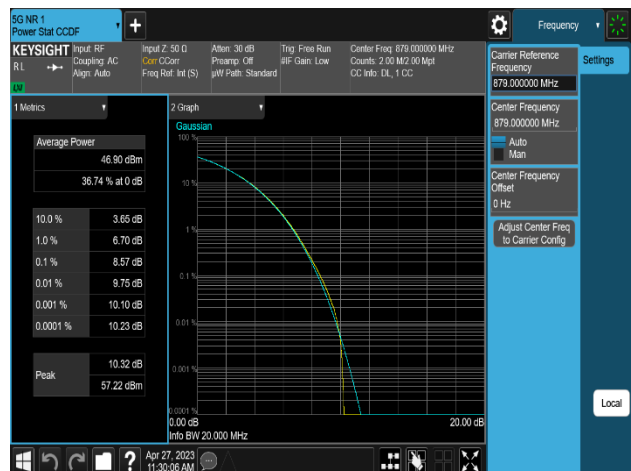 5G NR 1
Power Stat CCDF
Frequency
KEYSIGHT
RL
LW
Input: RF
Coupling: AC
Align: Auto
Input Z: 50 Ω
Corr CCorr
Freq Ref: Int (S)
Atten: 30 dB
Preamp: Off
µW Path: Standard
Trig: Free Run
#IF Gain: Low
Center Freq: 879.000000 MHz
Counts: 2.00 M/2.00 Mpt
CC Info: DL, 1 CC
Carrier Reference
Frequency
879.000000 MHz
Settings
Center Frequency
879.000000 MHz
Auto
Man
Center Frequency
Offset
0 Hz
Adjust Center Freq
to Carrier Config
Local
1 Metrics
Average Power
46.90 dBm
36.74 % at 0 dB
10.0 % 3.65 dB
1.0 % 6.70 dB
0.1 % 8.57 dB
0.01 % 9.75 dB
0.001 % 10.10 dB
0.0001 % 10.23 dB
Peak
10.32 dB
57.22 dBm
2 Graph
Gaussian
100 %
10 %
1 %
0.1 %
0.01 %
0.001 %
0.0001 %
0.00 dB
20.00 dB
Info BW 20.000 MHz
?
Apr 27, 2023
11:30:06 AM